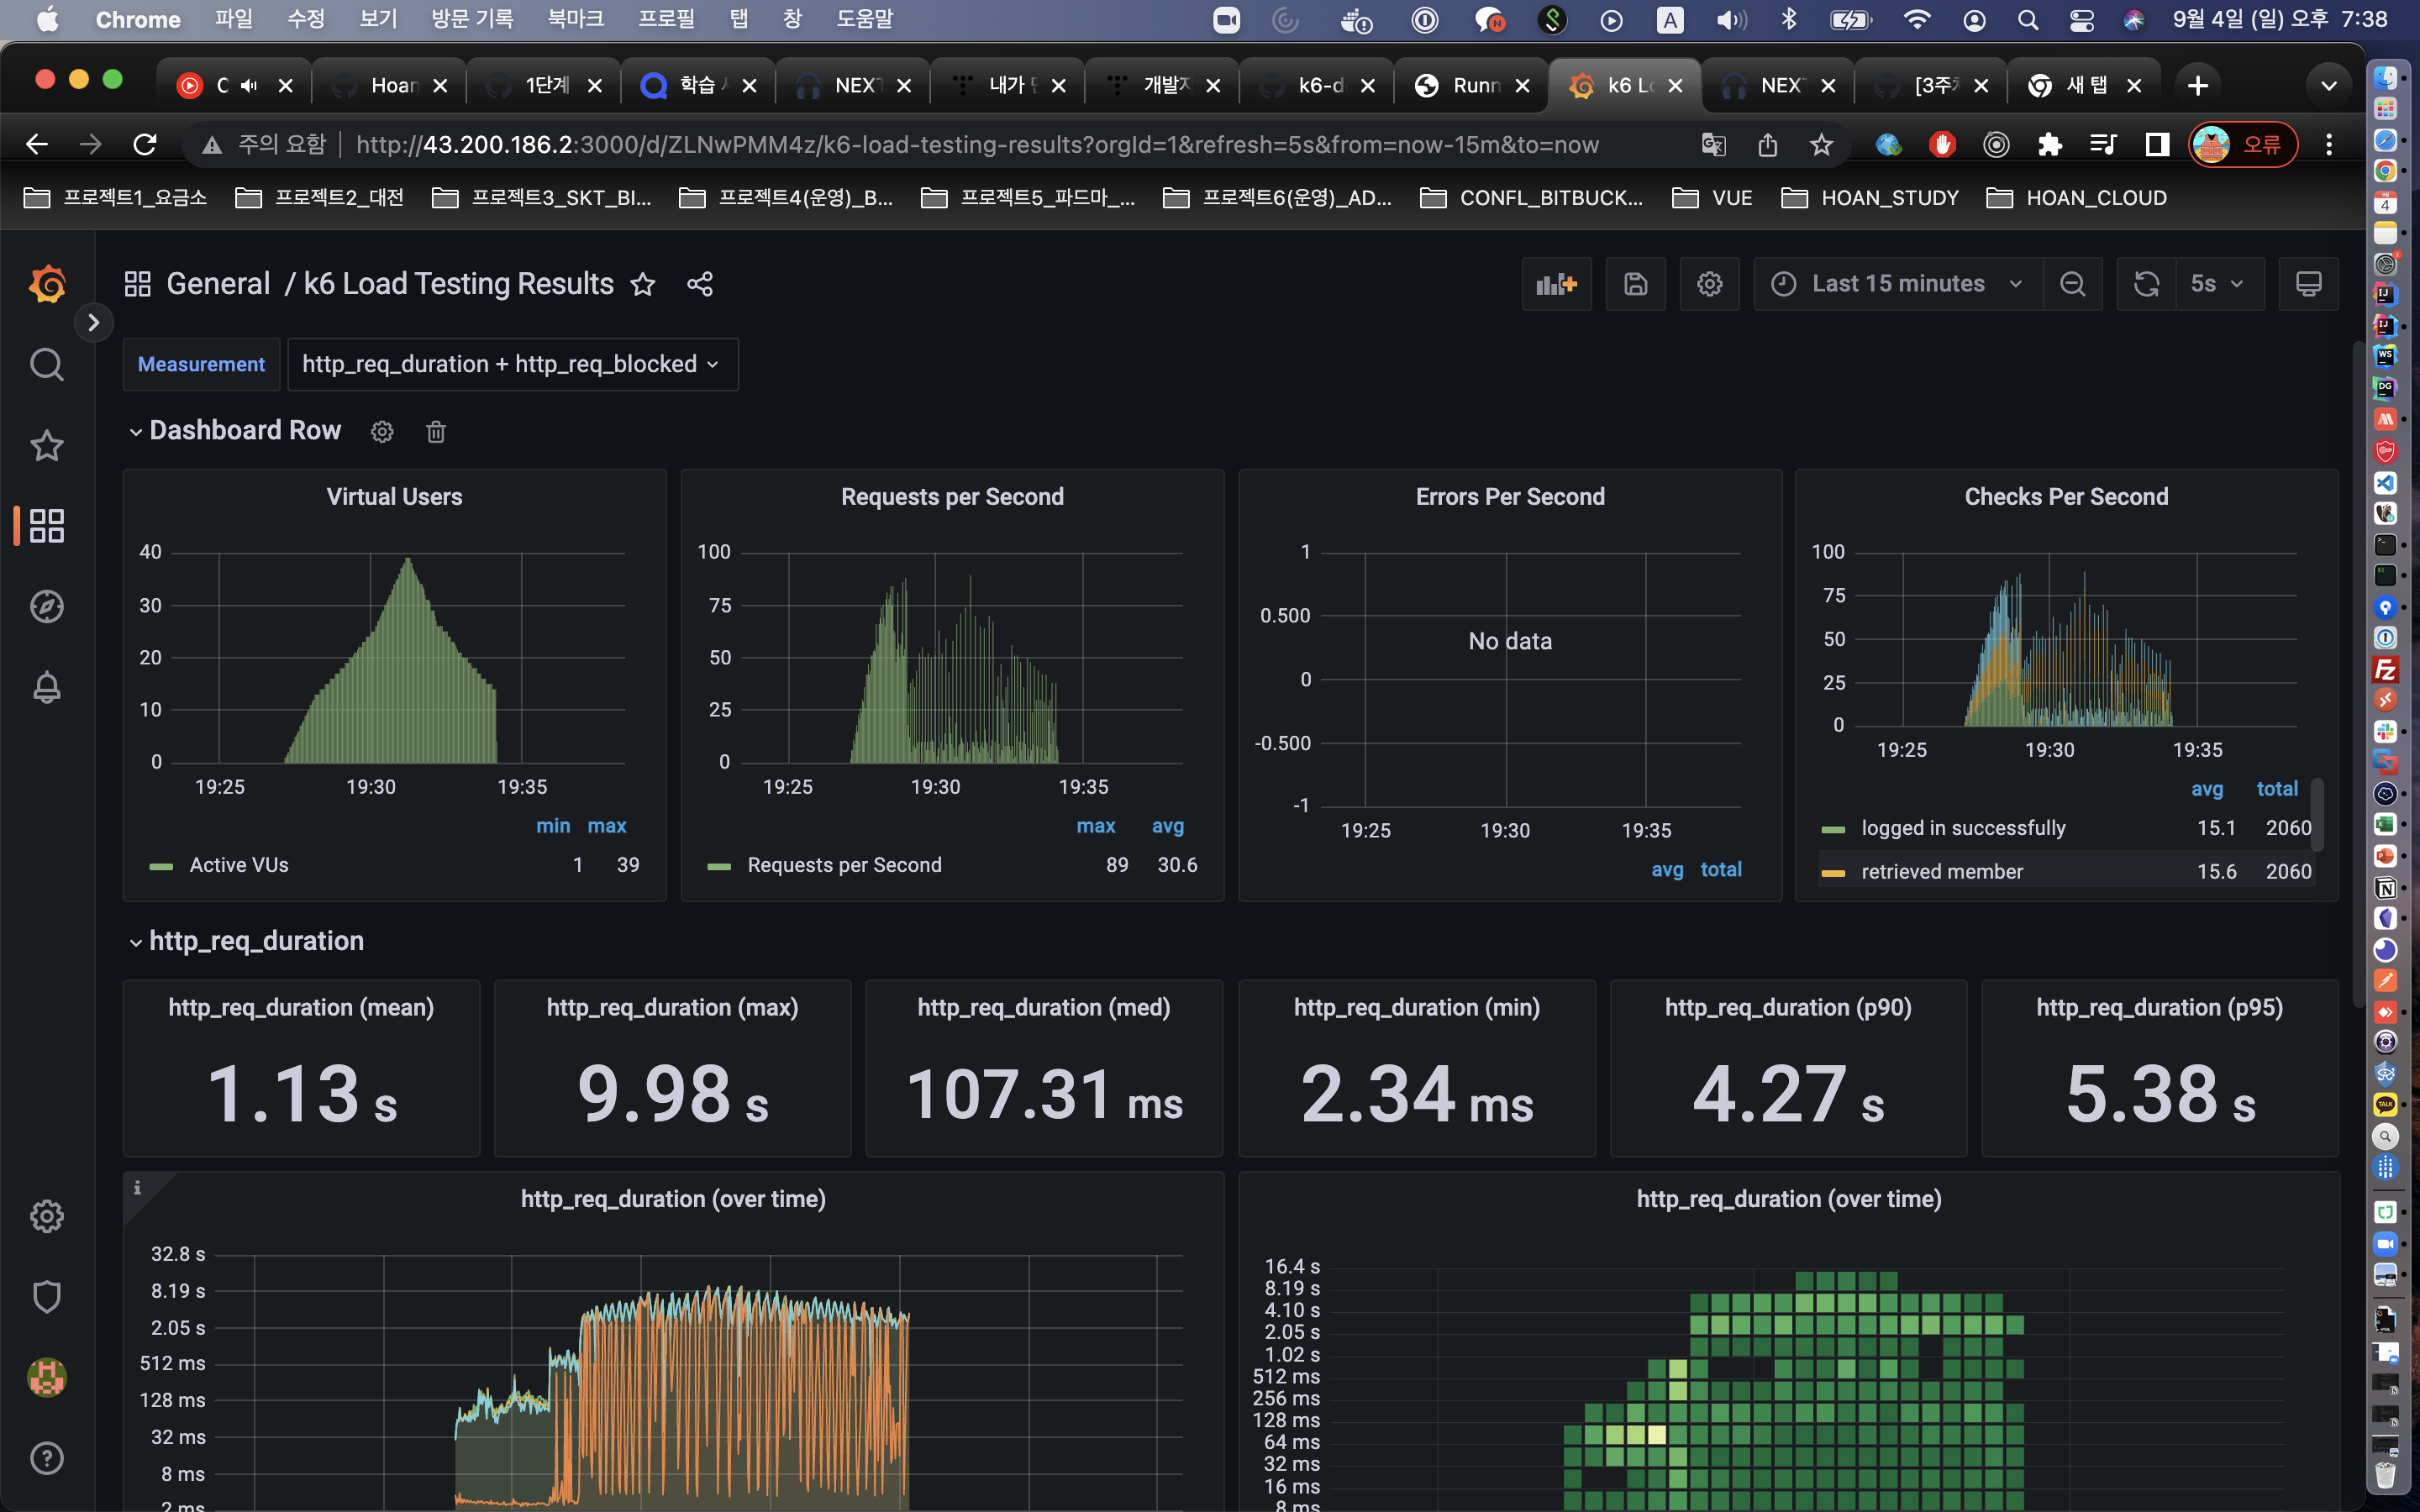 Chrome 파일 수정 보기 방문 기록 북마크 프로필 탭 창 도움말 9월 4일 (일) 오후 7:38
Hoan 1단계 학습 NEXT 내가 개발자 k6-d Runn k6 Lo NEXT [3주 새 탭
주의 요함 http://43.200.186.2:3000/d/ZLNwPMM4z/k6-load-testing-results?orgId=1&refresh=5s&from=now-15m&to=now 오류
프로젝트1_요금소 프로젝트2_대전 프로젝트3_SKT_BI... 프로젝트4(운영)_B... 프로젝트5_파드마_... 프로젝트6(운영)_AD... CONFL_BITBUCK... VUE HOAN_STUDY HOAN_CLOUD
General / k6 Load Testing Results Last 15 minutes 5s
Measurement http_req_duration + http_req_blocked
Dashboard Row
Virtual Users
40
30
20
10
0
19:25 19:30 19:35
min max
Active VUs 1 39
Requests per Second
100
75
50
25
0
19:25 19:30 19:35
max avg
Requests per Second 89 30.6
Errors Per Second
1
0.500
No data
0
-0.500
-1
19:25 19:30 19:35
avg total
Checks Per Second
100
75
50
25
0
19:25 19:30 19:35
avg total
logged in successfully 15.1 2060
retrieved member 15.6 2060
http_req_duration
http_req_duration (mean)
1.13 s
http_req_duration (max)
9.98 s
http_req_duration (med)
107.31 ms
http_req_duration (min)
2.34 ms
http_req_duration (p90)
4.27 s
http_req_duration (p95)
5.38 s
http_req_duration (over time)
32.8 s
8.19 s
2.05 s
512 ms
128 ms
32 ms
8 ms
2 ms
http_req_duration (over time)
16.4 s
8.19 s
4.10 s
2.05 s
1.02 s
512 ms
256 ms
128 ms
64 ms
32 ms
16 ms
8 ms